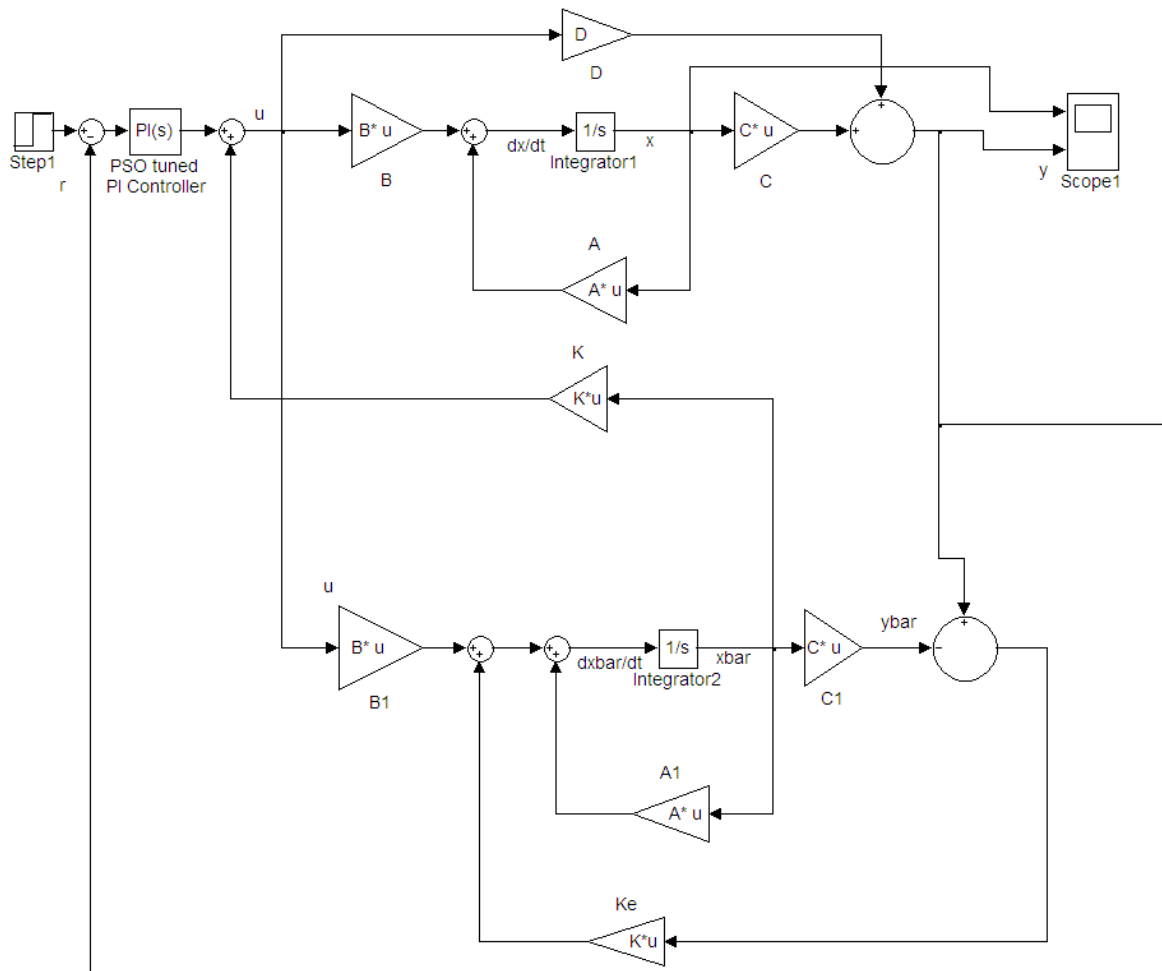 D
D
+
u
B* u
B
+
+
dx/dt
1/s
Integrator1
x
C* u
C
+
+
y
Scope1
Step1
r
+
−
PI(s)
PSO tuned
PI Controller
+
+
A
A* u
K
K*u
u
B* u
B1
+
+
+
+
dxbar/dt
1/s
Integrator2
xbar
C* u
C1
ybar
+
−
A1
A* u
Ke
K*u